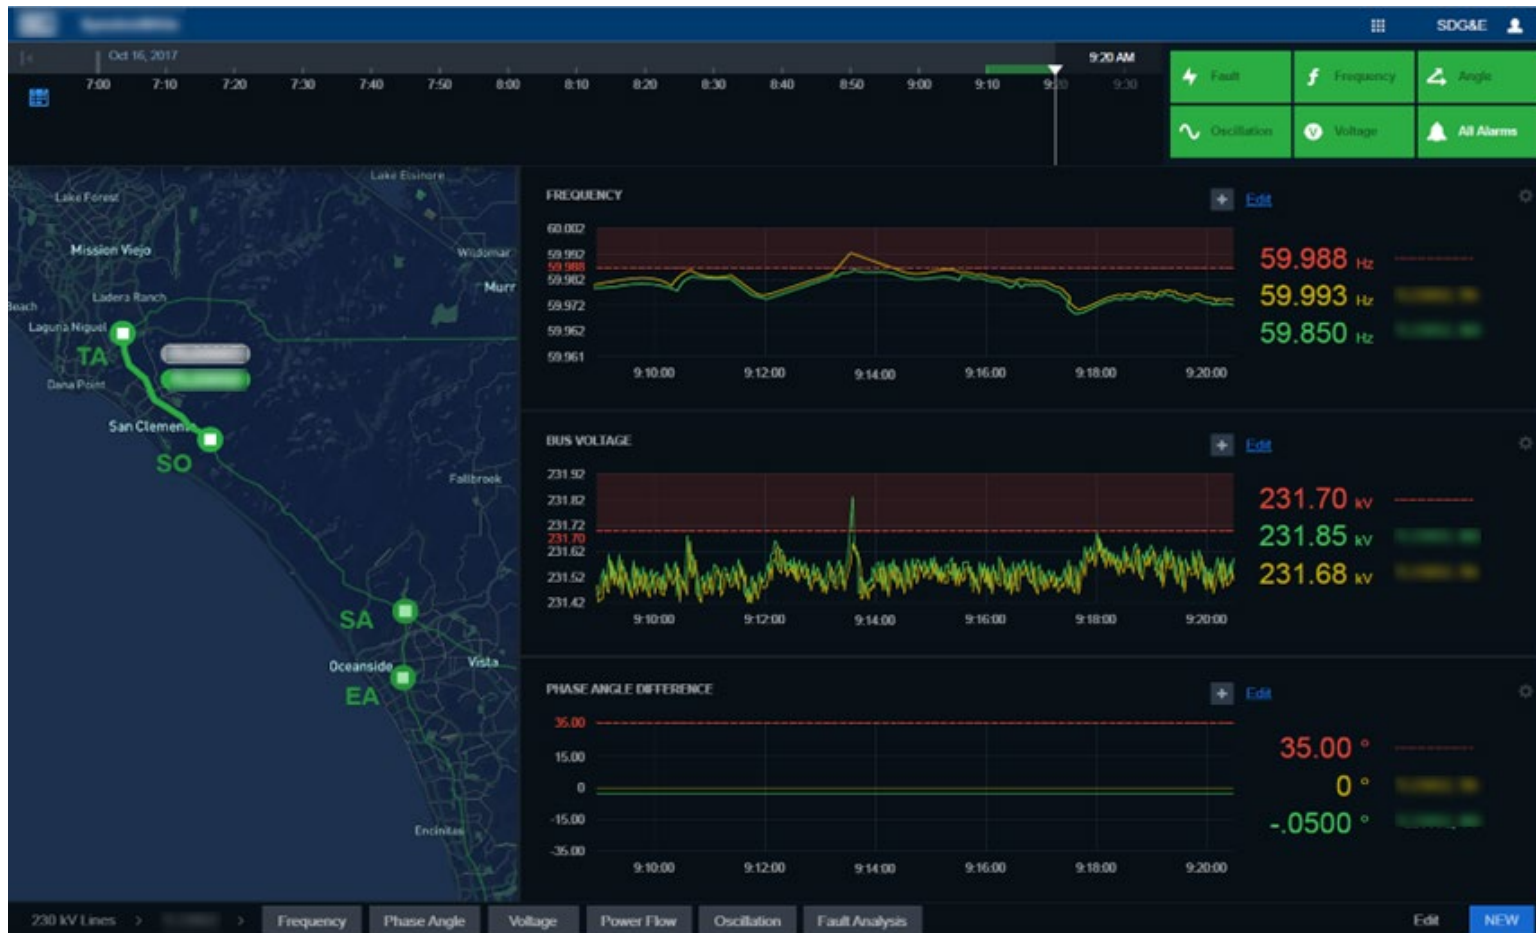 SDG&E
Oct 16, 2017
9:20 AM
7:00 7:10 7:20 7:30 7:40 7:50 8:00 8:10 8:20 8:30 8:40 8:50 9:00 9:10 9:20 9:30
Fault Frequency Angle
Oscillation Voltage All Alarms
Lake Elsinore
Lake Forest
Mission Viejo
Wildomar
Murr
Ladera Ranch
Beach
Laguna Niguel
TA
Dana Point
San Clemen
SO
Fallbrook
SA
Oceanside
Vista
EA
Encinitas
FREQUENCY
+ Edit
60.002
59.992
59.988
59.982
59.972
59.962
59.961
9:10:00 9:12:00 9:14:00 9:16:00 9:18:00 9:20:00
59.988 Hz
59.993 Hz
59.850 Hz
BUS VOLTAGE
+ Edit
231.92
231.82
231.72
231.70
231.62
231.52
231.42
9:10:00 9:12:00 9:14:00 9:16:00 9:18:00 9:20:00
231.70 kV
231.85 kV
231.68 kV
PHASE ANGLE DIFFERENCE
+ Edit
35.00
15.00
0
-15.00
-35.00
9:10:00 9:12:00 9:14:00 9:16:00 9:18:00 9:20:00
35.00 °
0 °
-.0500 °
230 kV Lines > > Frequency Phase Angle Voltage Power Flow Oscillation Fault Analysis Edit NEW